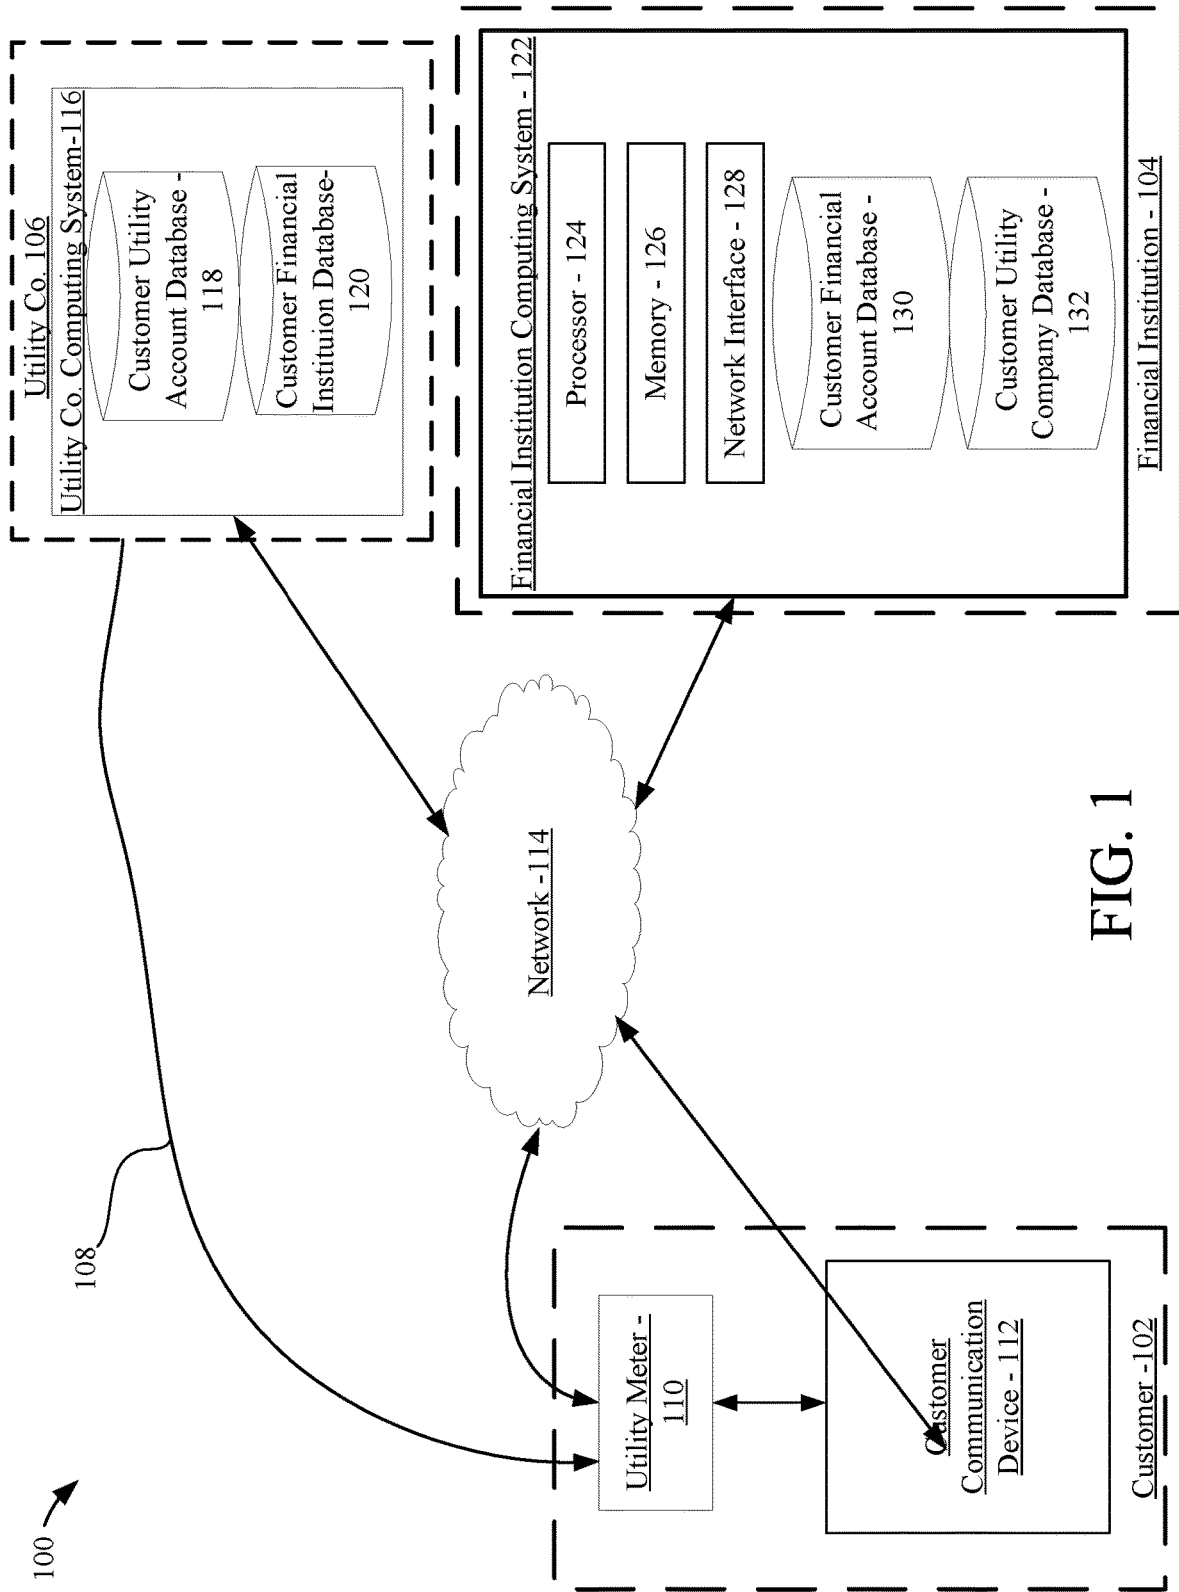 100
108
Utility Co. 106
Utility Co. Computing System-116
Customer Utility
Account Database -
118
Customer Financial
Instituion Database-
120
Network -114
Utility Meter -
110
Customer
Communication
Device - 112
Customer -102
Financial Institution Computing System - 122
Processor - 124
Memory - 126
Network Interface - 128
Customer Financial
Account Database -
130
Customer Utility
Company Database -
132
Financial Institution - 104
FIG. 1